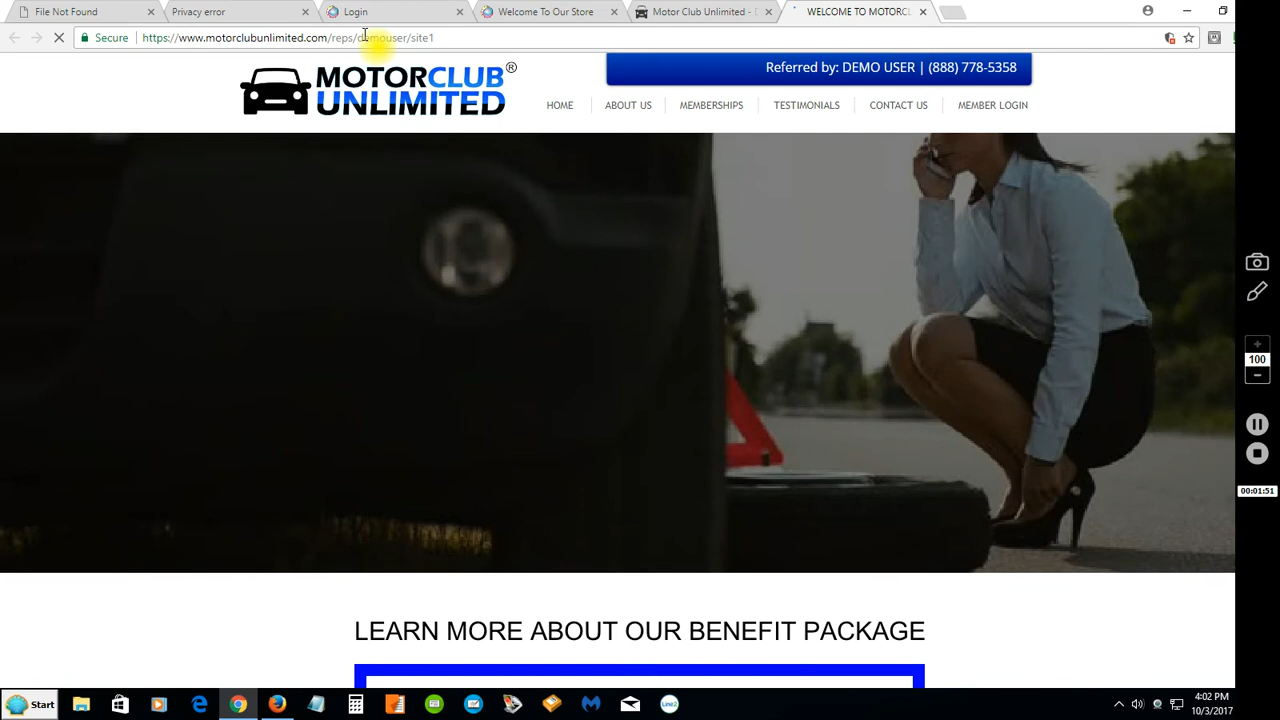 File Not Found
Privacy error
Login
Welcome To Our Store
Motor Club Unlimited - D
WELCOME TO MOTORCL
Secure
https://www.motorclubunlimited.com/reps/demouser/site1
MOTORCLUB
UNLIMITED®
Referred by: DEMO USER | (888) 778-5358
HOME
ABOUT US
MEMBERSHIPS
TESTIMONIALS
CONTACT US
MEMBER LOGIN
100
00:01:51
LEARN MORE ABOUT OUR BENEFIT PACKAGE
Start
Line2
4:02 PM
10/3/2017